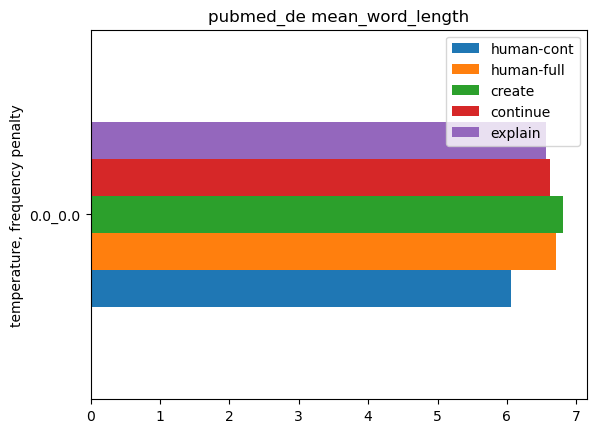 pubmed_de mean_word_length
human-cont
human-full
create
continue
explain
temperature, frequency penalty
0.0_0.0
0 1 2 3 4 5 6 7